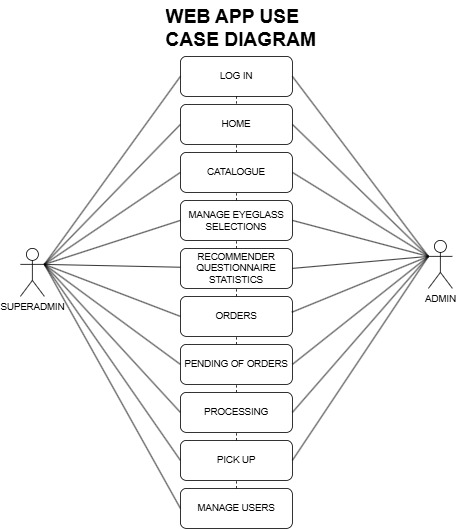 WEB APP USE
CASE DIAGRAM
LOG IN
HOME
CATALOGUE
MANAGE EYEGLASS
SELECTIONS
RECOMMENDER
QUESTIONNAIRE
STATISTICS
SUPERADMIN
ADMIN
ORDERS
PENDING OF ORDERS
PROCESSING
PICK UP
MANAGE USERS